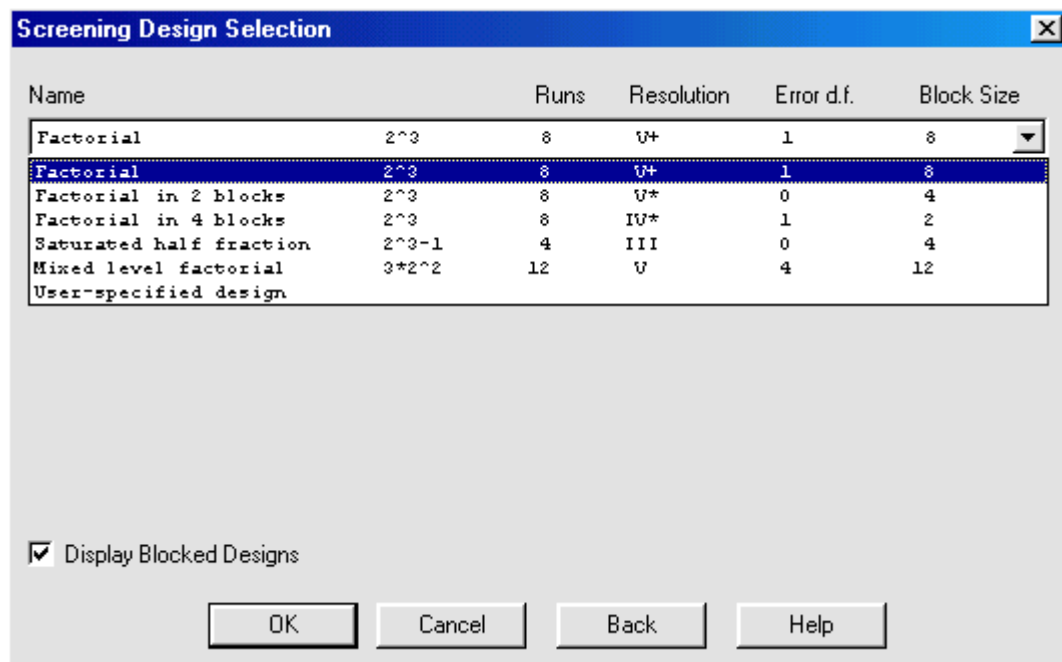 Screening Design Selection
Name Runs Resolution Error d.f. Block Size
Factorial 2^3 8 V+ 1 8
Factorial 2^3 8 V+ 1 8
Factorial in 2 blocks 2^3 8 V* 0 4
Factorial in 4 blocks 2^3 8 IV* 1 2
Saturated half fraction 2^3-1 4 III 0 4
Mixed level factorial 3*2^2 12 V 4 12
User-specified design
Display Blocked Designs
OK Cancel Back Help